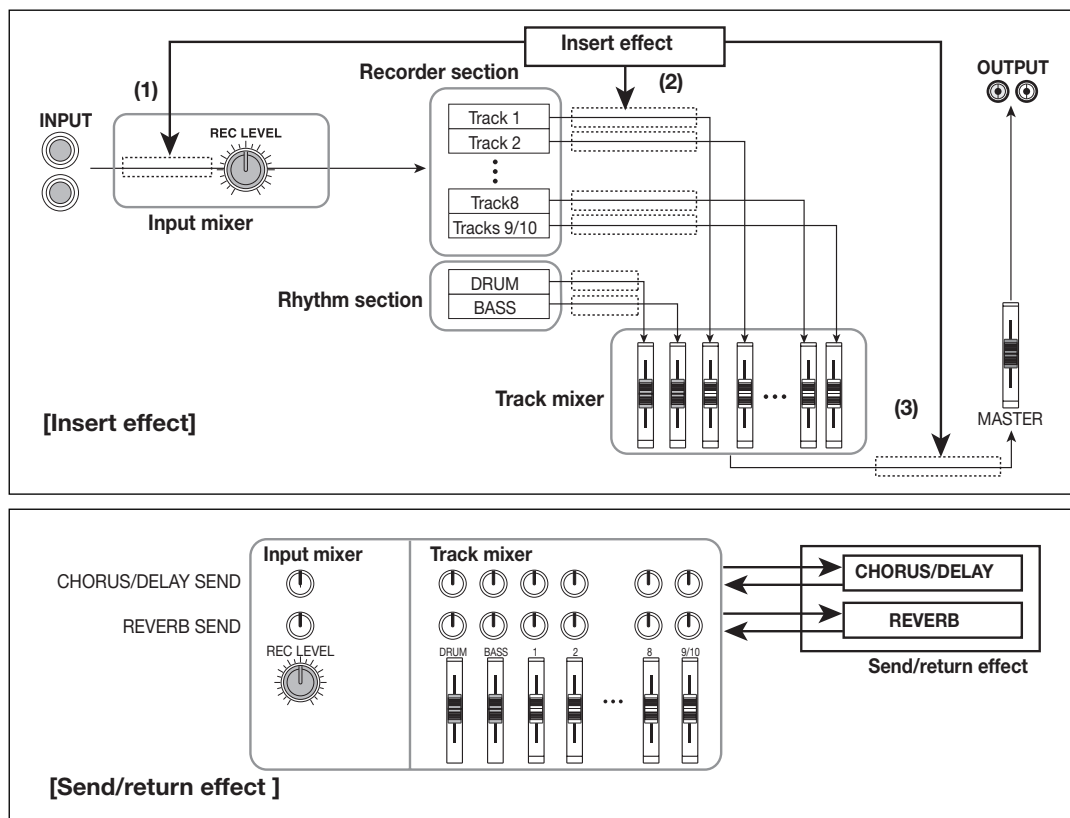 Insert effect
Recorder section
(1)
(2)
OUTPUT
INPUT
REC LEVEL
Track 1
Track 2
Track8
Tracks 9/10
Input mixer
DRUM
BASS
Rhythm section
Track mixer
(3)
MASTER
[Insert effect]
Input mixer
Track mixer
CHORUS/DELAY SEND
CHORUS/DELAY
REVERB SEND
REVERB
REC LEVEL
DRUM BASS 1 2 8 9/10
Send/return effect
[Send/return effect ]